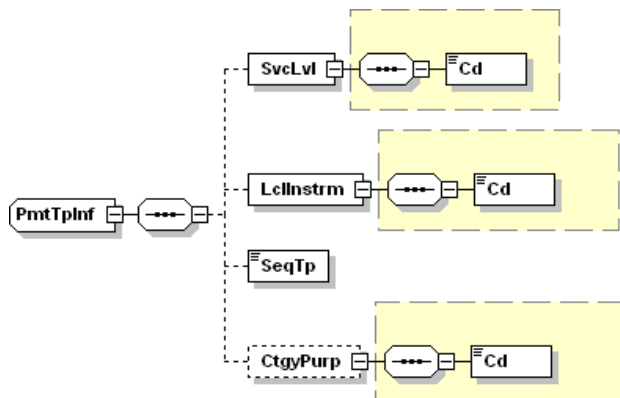 SvcLvl
Cd
LclInstrm
Cd
PmtTpInf
SeqTp
CtgyPurp
Cd